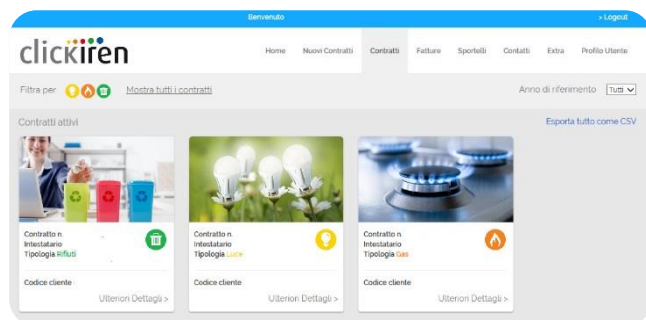 Benvenuto > Logout
clickiren
Home Nuovi Contratti Contratti Fatture Sportelli Contatti Extra Profilo Utente
Filtra per Mostra tutti i contratti Anno di riferimento Tutti
Contratti attivi Esporta tutto come CSV
Contratto n.
Intestatario
Tipologia Rifiuti
Codice cliente
Ulteriori Dettagli >
Contratto n.
Intestatario
Tipologia Luce
Codice cliente
Ulteriori Dettagli >
Contratto n.
Intestatario
Tipologia Gas
Codice cliente
Ulteriori Dettagli >